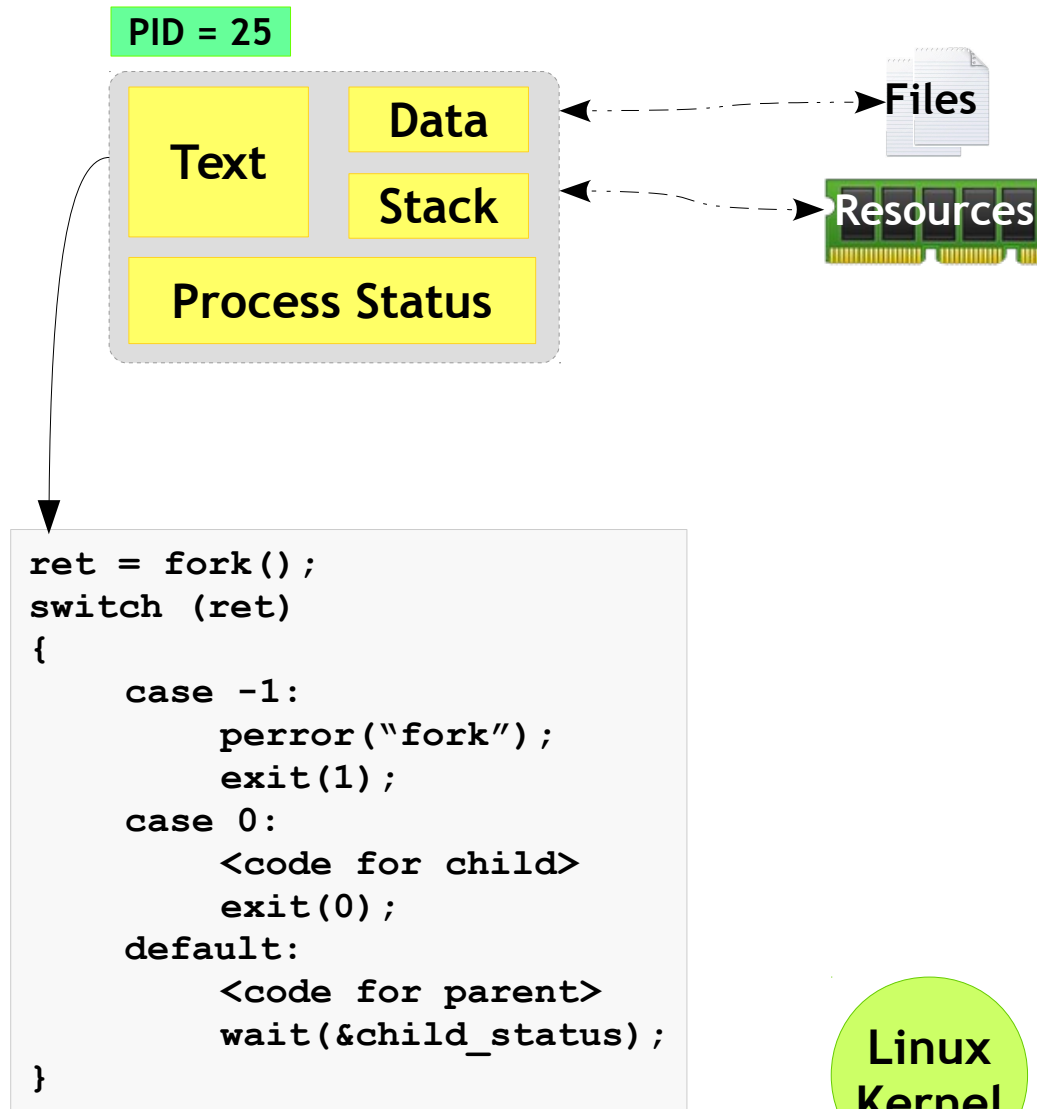 PID = 25
Text
Data
Stack
Process Status
Files
Resources
ret = fork();
switch (ret)
{
case -1:
perror(“fork”);
exit(1);
case 0:
<code for child>
exit(0);
default:
<code for parent>
wait(&child_status);
}
Linux
Kernel